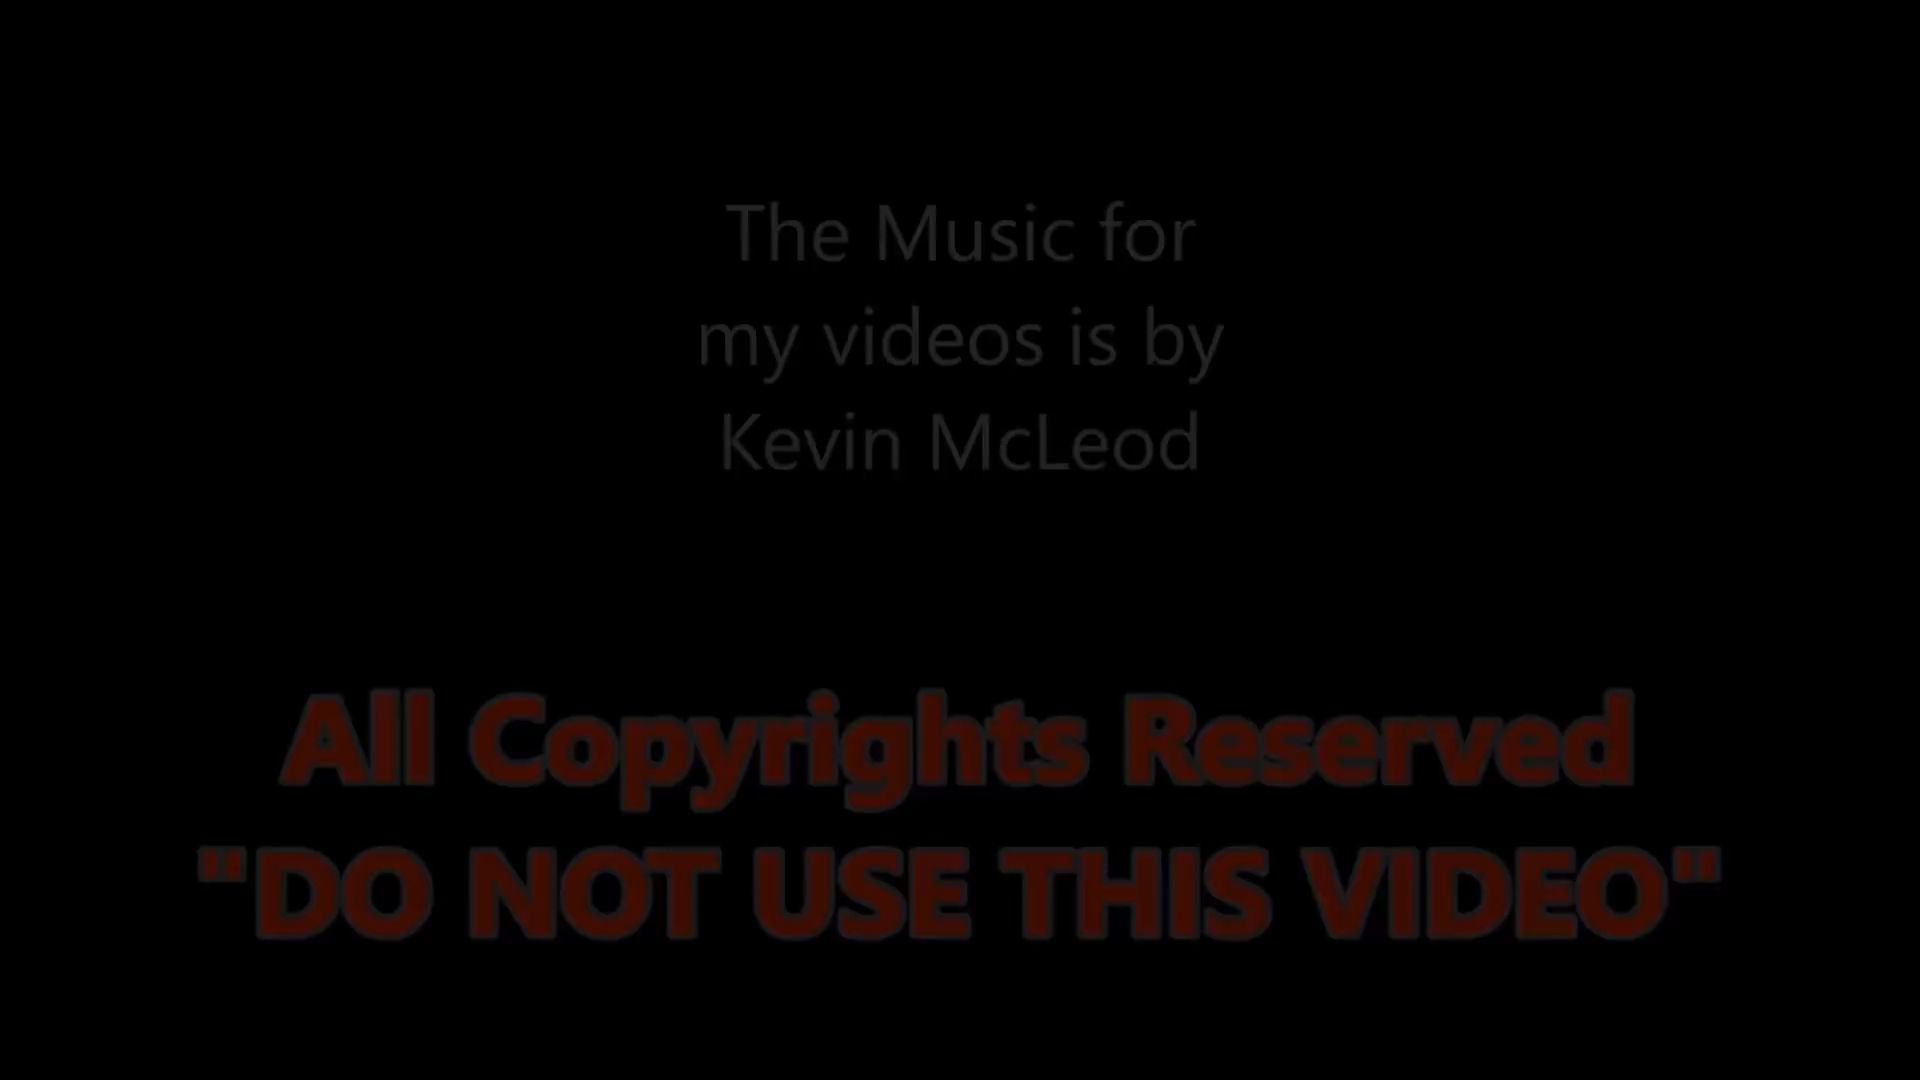 The Music for
my videos is by
Kevin McLeod
All Copyrights Reserved
"DO NOT USE THIS VIDEO"